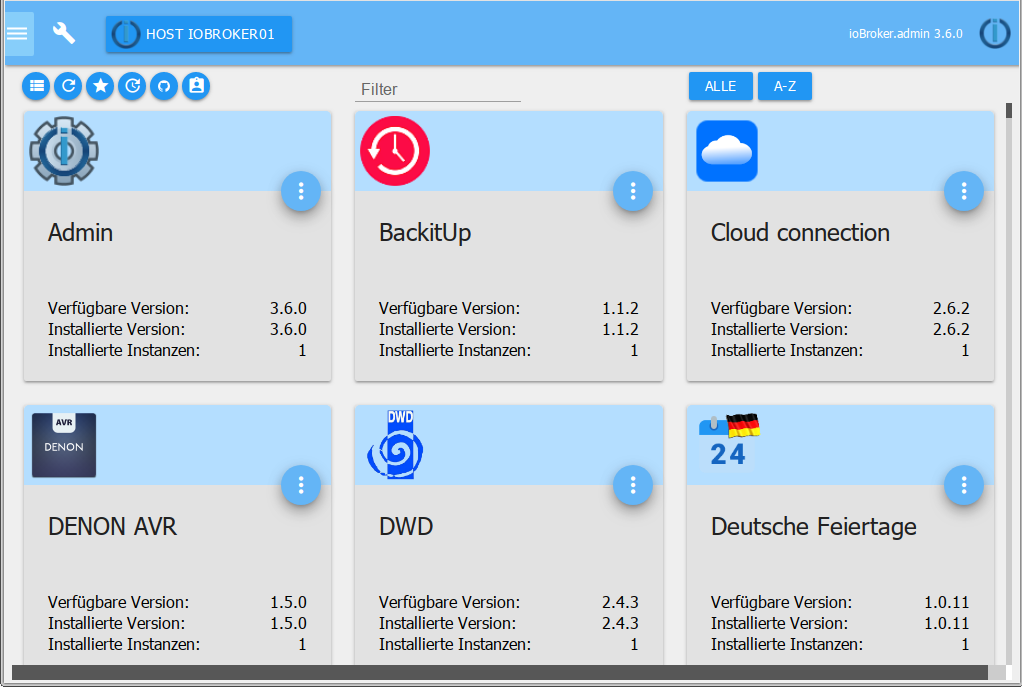 HOST IOBROKER01
ioBroker.admin 3.6.0
Filter
ALLE
A-Z
Admin
Verfügbare Version: 3.6.0
Installierte Version: 3.6.0
Installierte Instanzen: 1
BackitUp
Verfügbare Version: 1.1.2
Installierte Version: 1.1.2
Installierte Instanzen: 1
Cloud connection
Verfügbare Version: 2.6.2
Installierte Version: 2.6.2
Installierte Instanzen: 1
AVR
DENON
DENON AVR
Verfügbare Version: 1.5.0
Installierte Version: 1.5.0
Installierte Instanzen: 1
DWD
DWD
Verfügbare Version: 2.4.3
Installierte Version: 2.4.3
Installierte Instanzen: 1
24
Deutsche Feiertage
Verfügbare Version: 1.0.11
Installierte Version: 1.0.11
Installierte Instanzen: 1